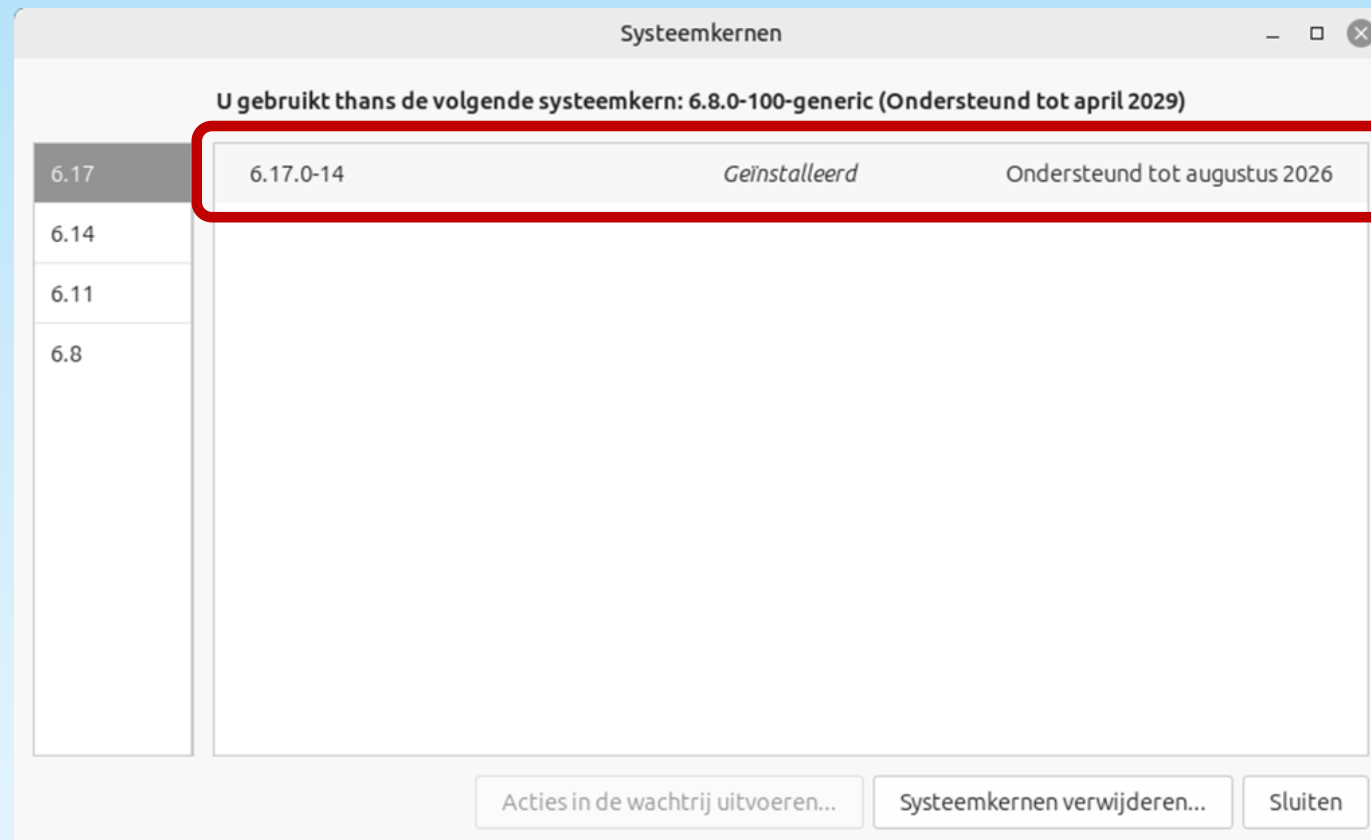 Systeemkernen
U gebruikt thans de volgende systeemkern: 6.8.0-100-generic (Ondersteund tot april 2029)
6.17
6.17.0-14 Geïnstalleerd Ondersteund tot augustus 2026
6.14
6.11
6.8
Acties in de wachtrij uitvoeren... Systeemkernen verwijderen... Sluiten